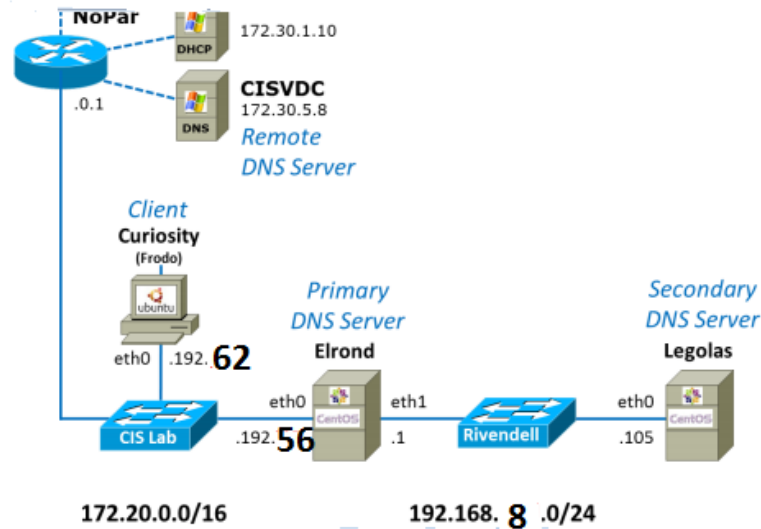 NoPar
DHCP
172.30.1.10
.0.1
DNS
CISVDC
172.30.5.8
Remote
DNS Server
Client
Curiosity
(Frodo)
ubuntu
eth0 .192.62
Primary
DNS Server
Elrond
Secondary
DNS Server
Legolas
CIS Lab
eth0
.192.56
CentOS
eth1
.1
Rivendell
eth0
.105
CentOS
172.20.0.0/16
192.168. 8 .0/24